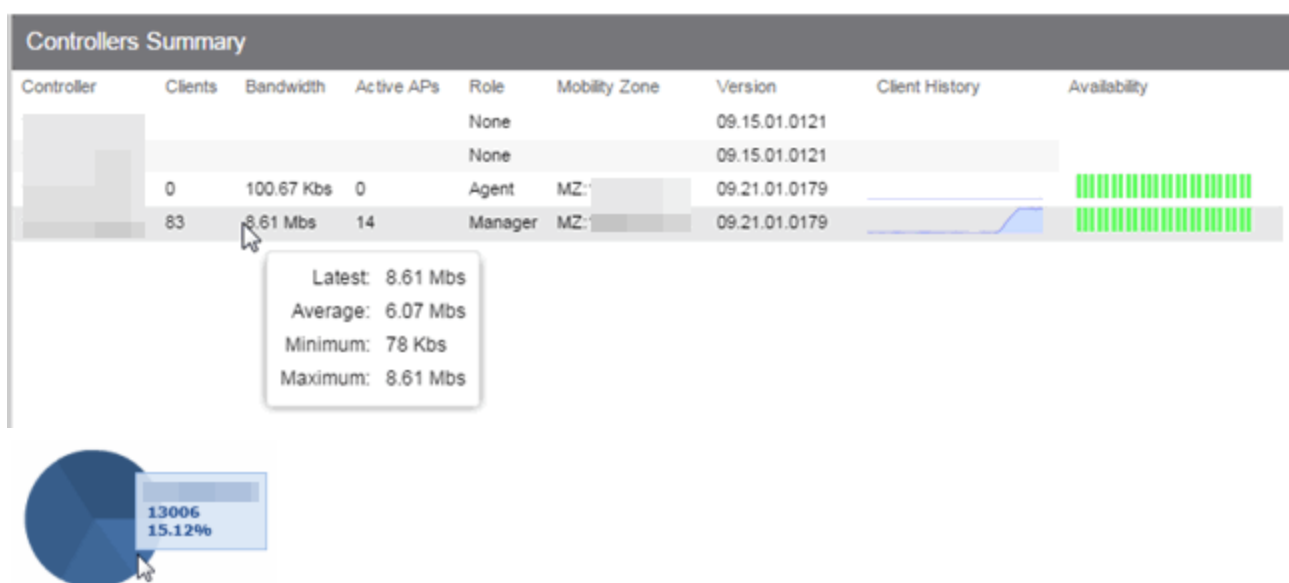 Controllers Summary
Controller Clients Bandwidth Active APs Role Mobility Zone Version Client History Availability
None 09.15.01.0121
None 09.15.01.0121
0 100.67 Kbs 0 Agent MZ: 09.21.01.0179
83 8.61 Mbs 14 Manager MZ: 09.21.01.0179
Latest: 8.61 Mbs
Average: 6.07 Mbs
Minimum: 78 Kbs
Maximum: 8.61 Mbs
13006
15.12%